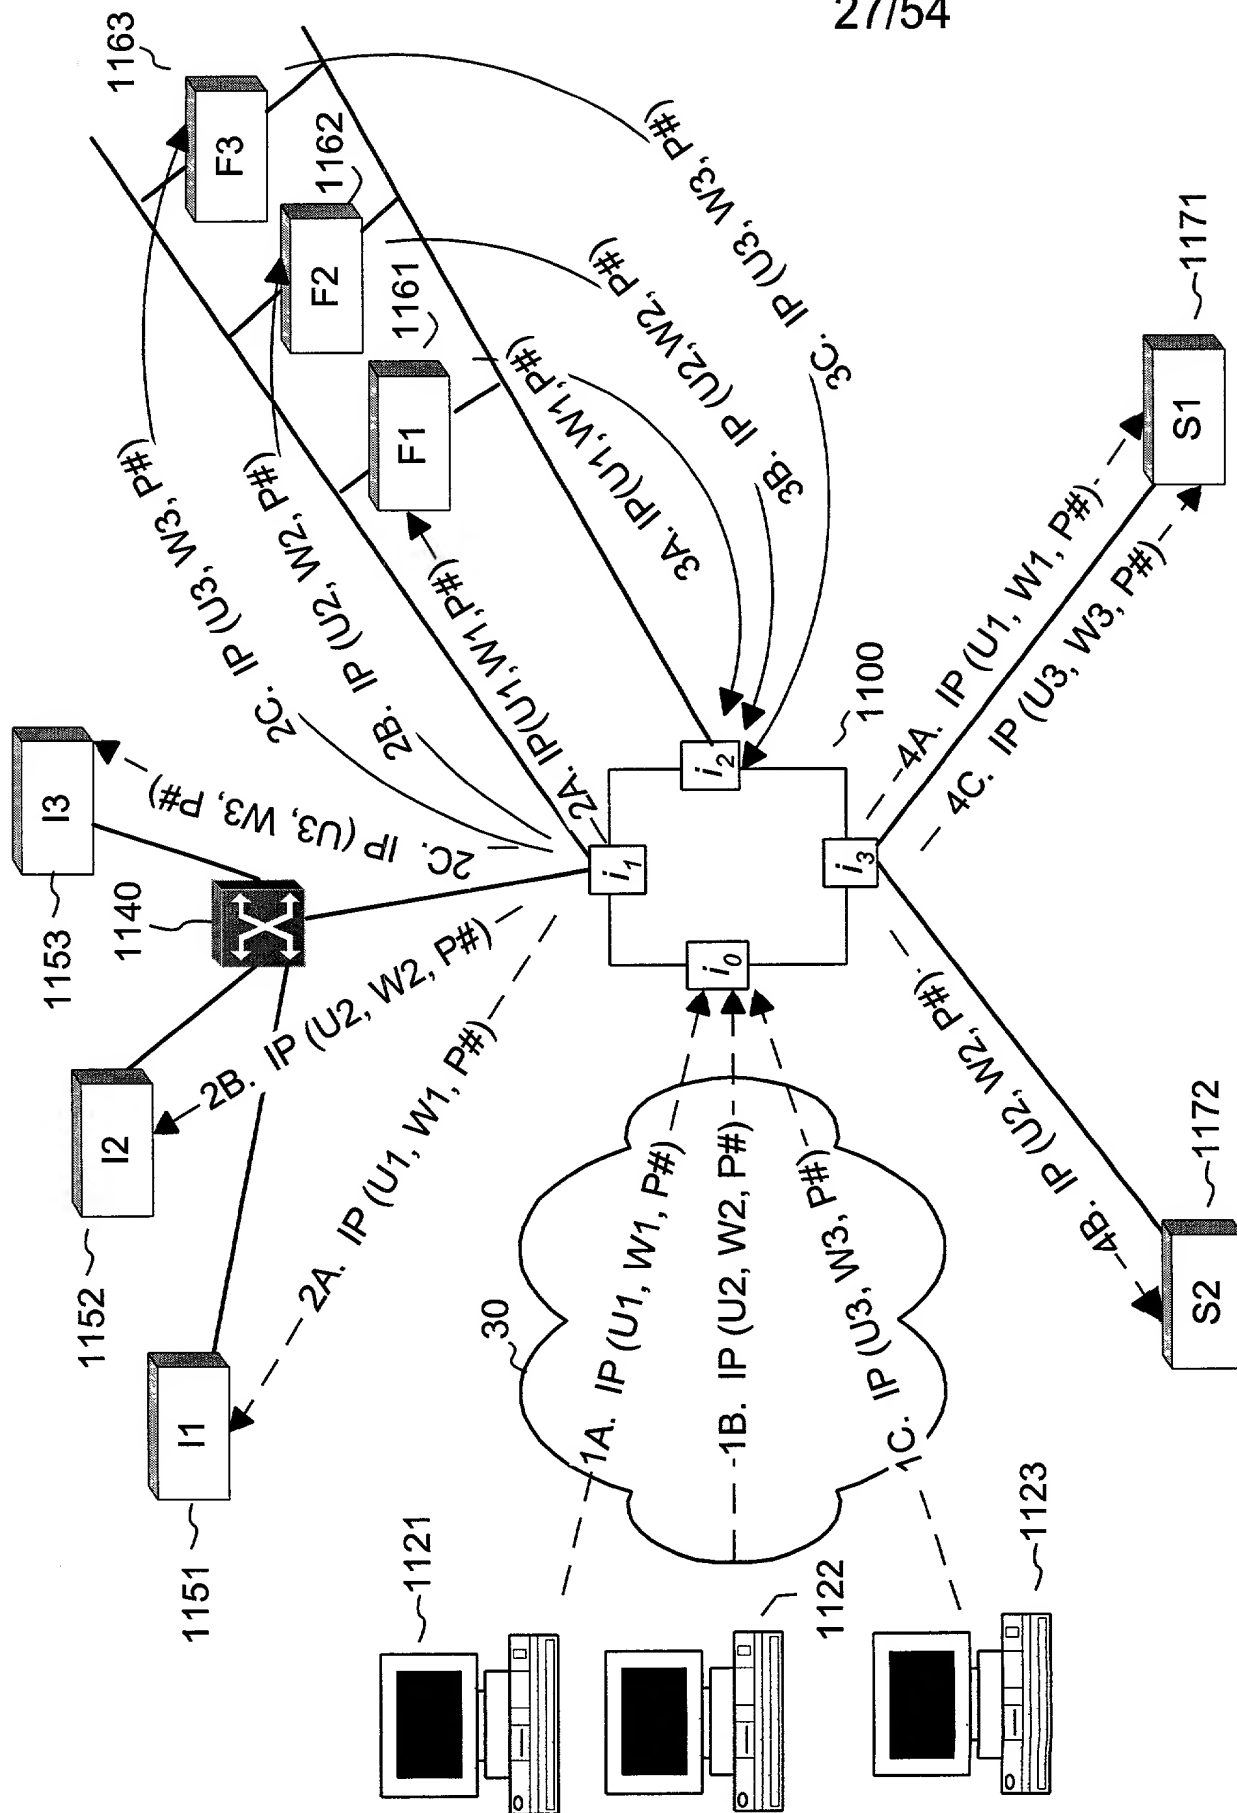 27/54
1163
F3
1162
F2
1161
F1
2C. IP (U3, W3, P#)
2B. IP (U2, W2, P#)
2A. IP(U1,W1,P#)
3A. IP(U1,W1,P#)
3B. IP (U2,W2, P#)
3C. IP (U3, W3, P#)
I3
1153
1140
I2
1152
I1
1151
2C. IP (U3, W3, P#)
2B. IP (U2, W2, P#)
2A. IP (U1, W1, P#)
i1
i2
i0
i3
1100
30
1A. IP (U1, W1, P#)
1B. IP (U2, W2, P#)
1C. IP (U3, W3, P#)
4A. IP (U1, W1, P#)
4C. IP (U3, W3, P#)
4B. IP (U2, W2, P#)
S1
1171
S2
1172
1121
1122
1123